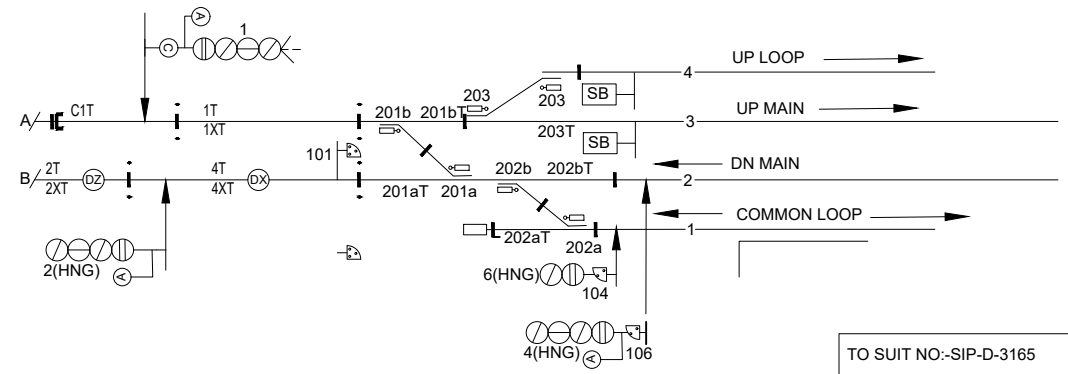 A
1
C
UP LOOP
4
203
203
SB
C1T
1T
1XT
201b
201bT
UP MAIN
A
3
203T
SB
101
DN MAIN
2T
2XT
DZ
4T
4XT
DX
202b
202bT
B
2
201aT
201a
COMMON LOOP
1
202aT
202a
2(HNG)
A
6(HNG)
104
4(HNG)
A
106
TO SUIT NO:-SIP-D-3165